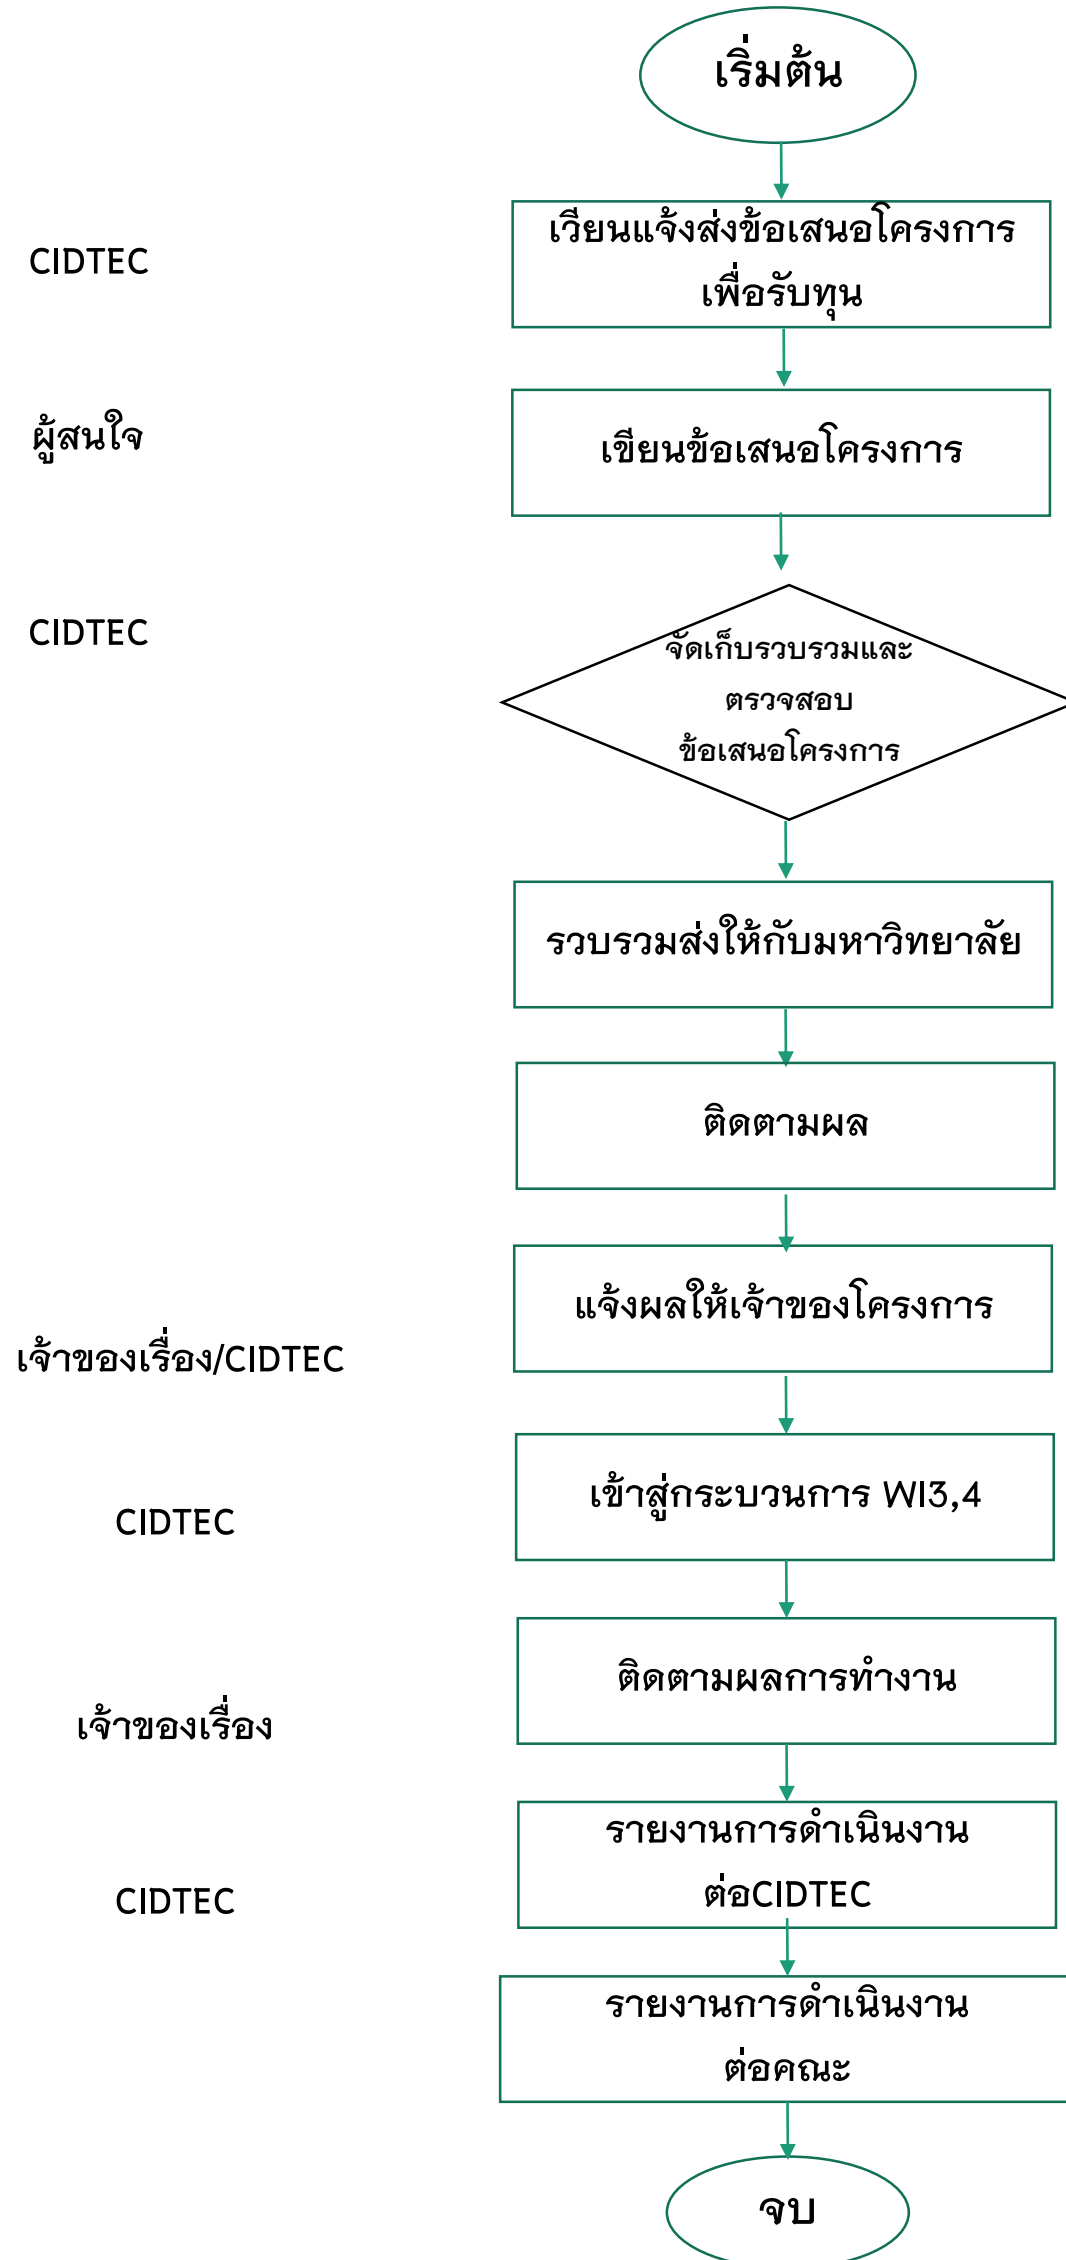 เริ่มต้น
CIDTEC
เวียนแจ้งส่งข้อเสนอโครงการ
เพื่อรับทุน
ผู้สนใจ
เขียนข้อเสนอโครงการ
CIDTEC
จัดเก็บรวบรวมและ
ตรวจสอบ
ข้อเสนอโครงการ
รวบรวมส่งให้กับมหาวิทยาลัย
ติดตามผล
แจ้งผลให้เจ้าของโครงการ
เจ้าของเรื่อง/CIDTEC
เข้าสู่กระบวนการ WI3,4
CIDTEC
ติดตามผลการทำงาน
เจ้าของเรื่อง
รายงานการดำเนินงาน
ต่อCIDTEC
CIDTEC
รายงานการดำเนินงาน
ต่อคณะ
จบ